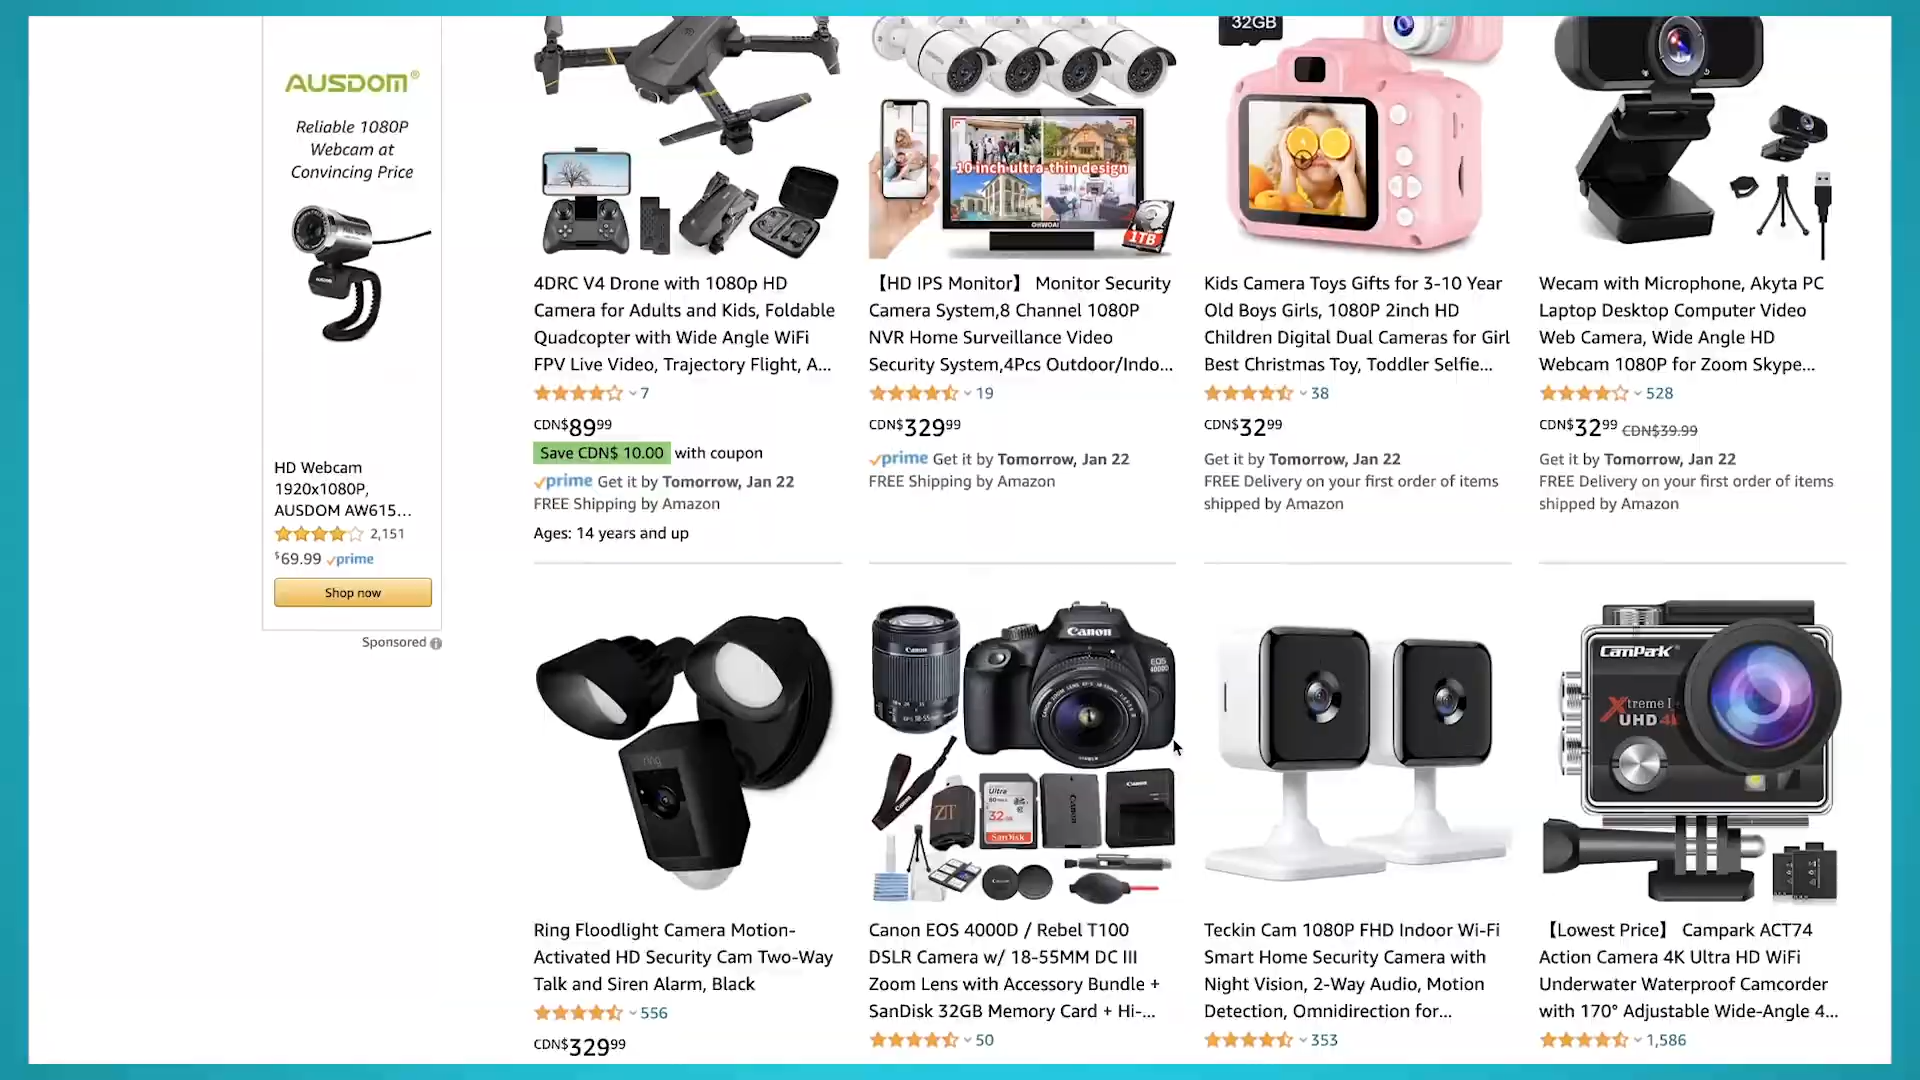 AUSDOM®
Reliable 1080P
Webcam at
Convincing Price
HD Webcam
1920x1080P,
AUSDOM AW615...
2,151
$69.99 prime
Shop now
Sponsored
4DRC V4 Drone with 1080p HD
Camera for Adults and Kids, Foldable
Quadcopter with Wide Angle WiFi
FPV Live Video, Trajectory Flight, A...
7
CDN$89.99
Save CDN$ 10.00 with coupon
prime Get it by Tomorrow, Jan 22
FREE Shipping by Amazon
Ages: 14 years and up
10 inch ultra-thin design
OHWOAI
1TB
【HD IPS Monitor】 Monitor Security
Camera System,8 Channel 1080P
NVR Home Surveillance Video
Security System,4Pcs Outdoor/Indo...
19
CDN$329.99
prime Get it by Tomorrow, Jan 22
FREE Shipping by Amazon
32GB
Kids Camera Toys Gifts for 3-10 Year
Old Boys Girls, 1080P 2inch HD
Children Digital Dual Cameras for Girl
Best Christmas Toy, Toddler Selfie...
38
CDN$32.99
Get it by Tomorrow, Jan 22
FREE Delivery on your first order of items
shipped by Amazon
Wecam with Microphone, Akyta PC
Laptop Desktop Computer Video
Web Camera, Wide Angle HD
Webcam 1080P for Zoom Skype...
528
CDN$32.99 CDN$39.99
Get it by Tomorrow, Jan 22
FREE Delivery on your first order of items
shipped by Amazon
ring
Ring Floodlight Camera Motion-
Activated HD Security Cam Two-Way
Talk and Siren Alarm, Black
556
CDN$329.99
Canon
Canon
EOS
4000D
Canon
ZIT
SanDisk
Ultra
32
Canon
Canon
Canon EOS 4000D / Rebel T100
DSLR Camera w/ 18-55MM DC III
Zoom Lens with Accessory Bundle +
SanDisk 32GB Memory Card + Hi-...
50
Teckin Cam 1080P FHD Indoor Wi-Fi
Smart Home Security Camera with
Night Vision, 2-Way Audio, Motion
Detection, Omnidirection for...
353
CamPark
Xtreme I+
UHD 4K
【Lowest Price】 Campark ACT74
Action Camera 4K Ultra HD WiFi
Underwater Waterproof Camcorder
with 170° Adjustable Wide-Angle 4...
1,586